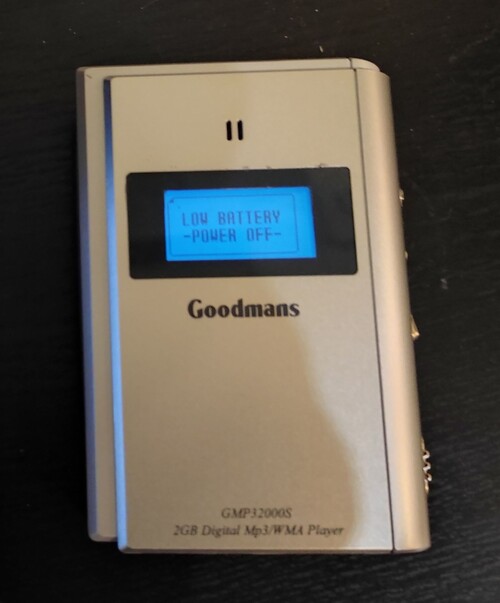 LOW BATTERY
-POWER OFF-
Goodmans
GMP32000S
2GB Digital Mp3/WMA Player